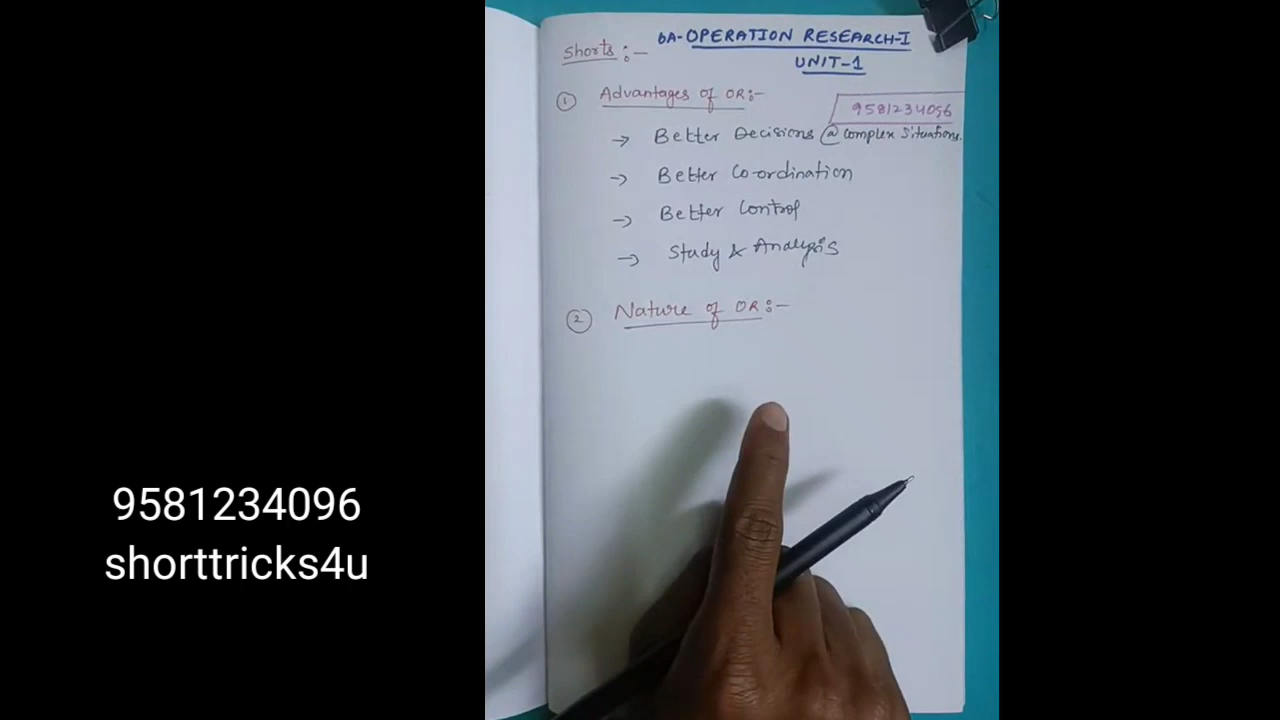 6A-OPERATION RESEARCH-I
Shorts:-
UNIT-1
1 Advantages of OR:-
9581234096
→ Better Decisions @ Complex Situations.
→ Better Co-ordination
→ Better Control
→ Study & Analysis
2 Nature of OR:-
9581234096
shorttricks4u